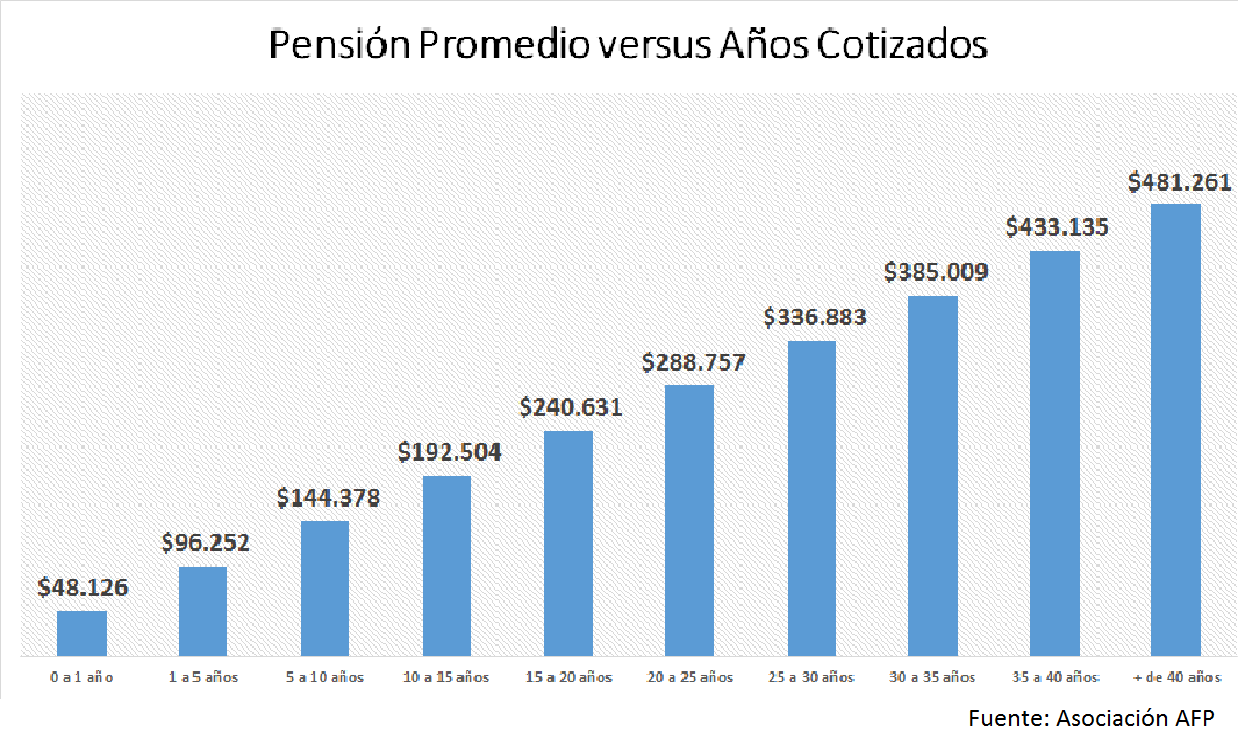 Pensión Promedio versus Años Cotizados
$48.126
$96.252
$144.378
$192.504
$240.631
$288.757
$336.883
$385.009
$433.135
$481.261
0 a 1 año
1 a 5 años
5 a 10 años
10 a 15 años
15 a 20 años
20 a 25 años
25 a 30 años
30 a 35 años
35 a 40 años
+ de 40 años
Fuente: Asociación AFP